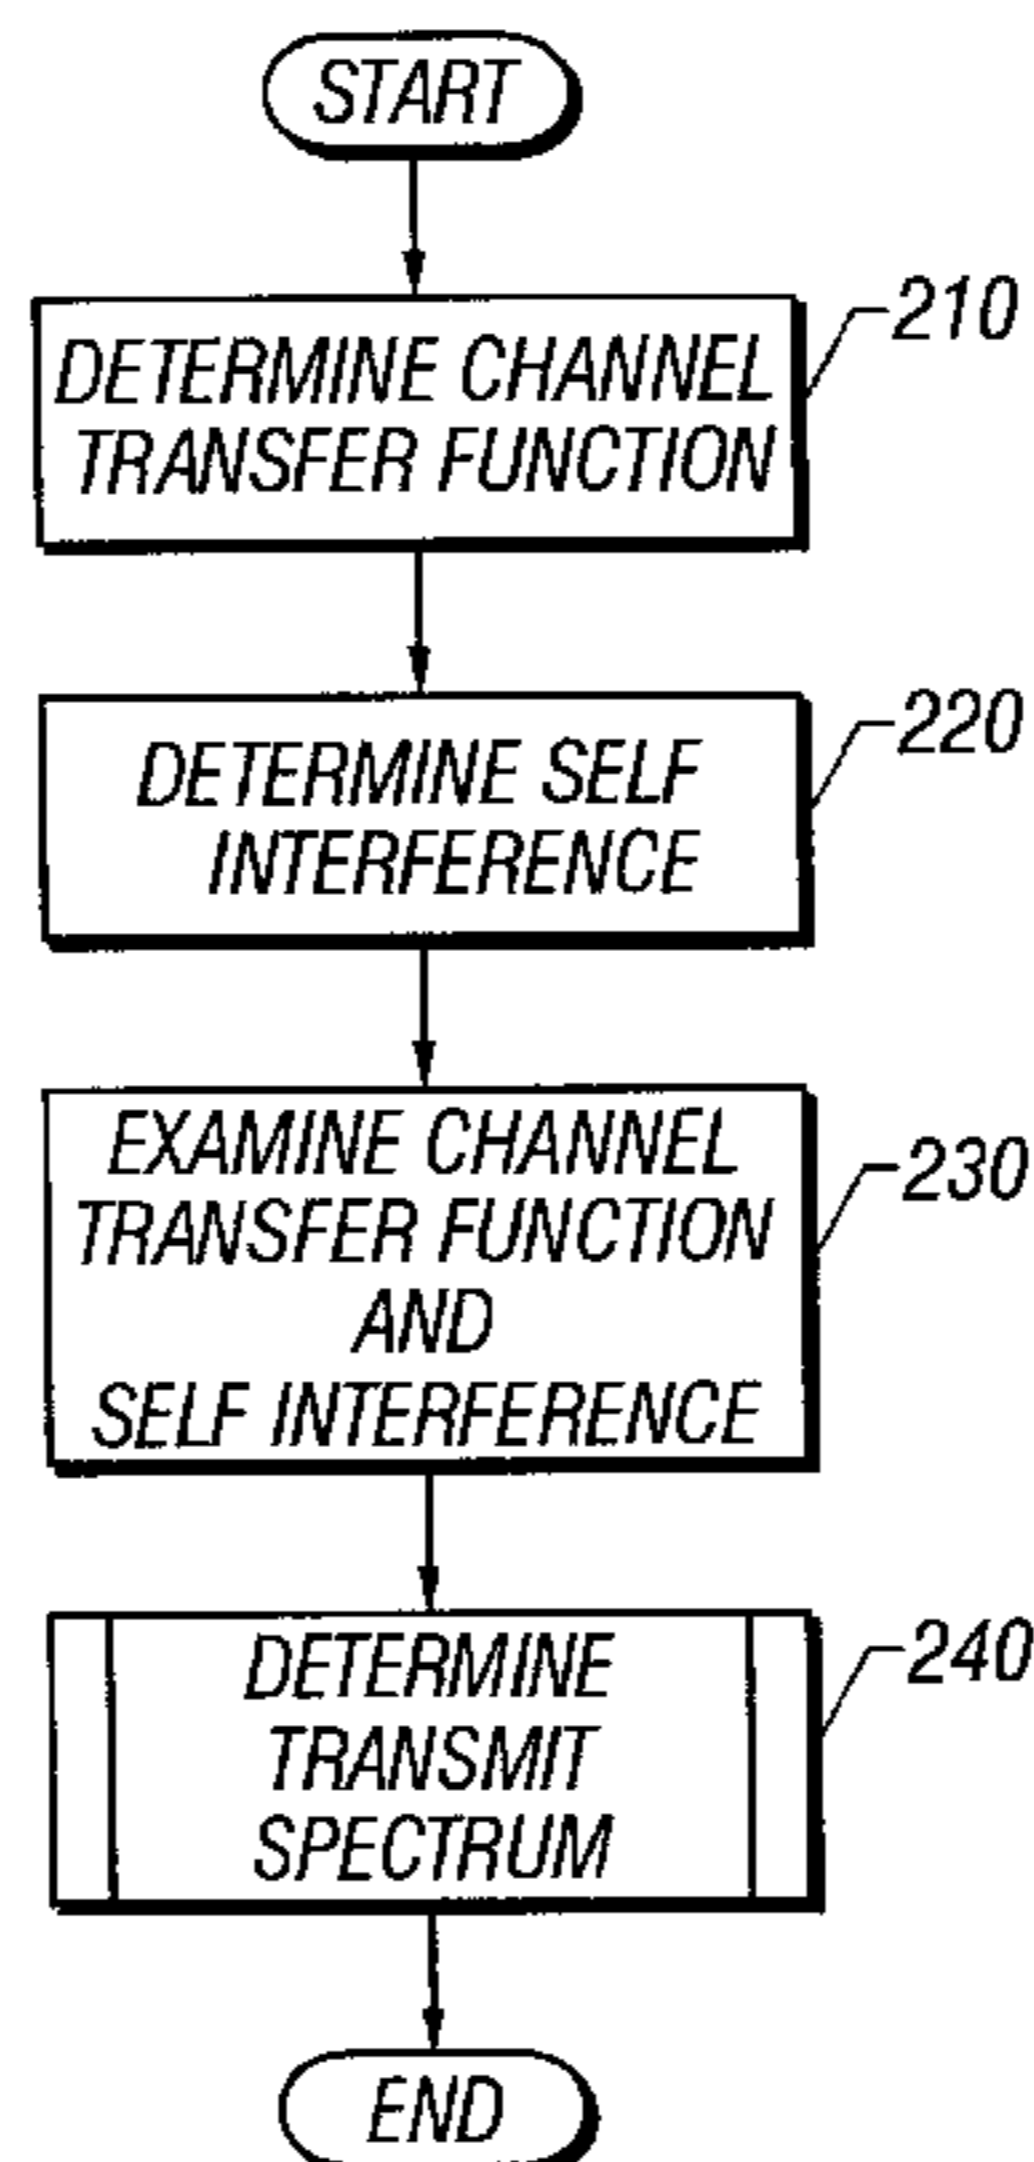 START
DETERMINE CHANNEL
TRANSFER FUNCTION
210
DETERMINE SELF
INTERFERENCE
220
EXAMINE CHANNEL
TRANSFER FUNCTION
AND
SELF INTERFERENCE
230
DETERMINE
TRANSMIT
SPECTRUM
240
END